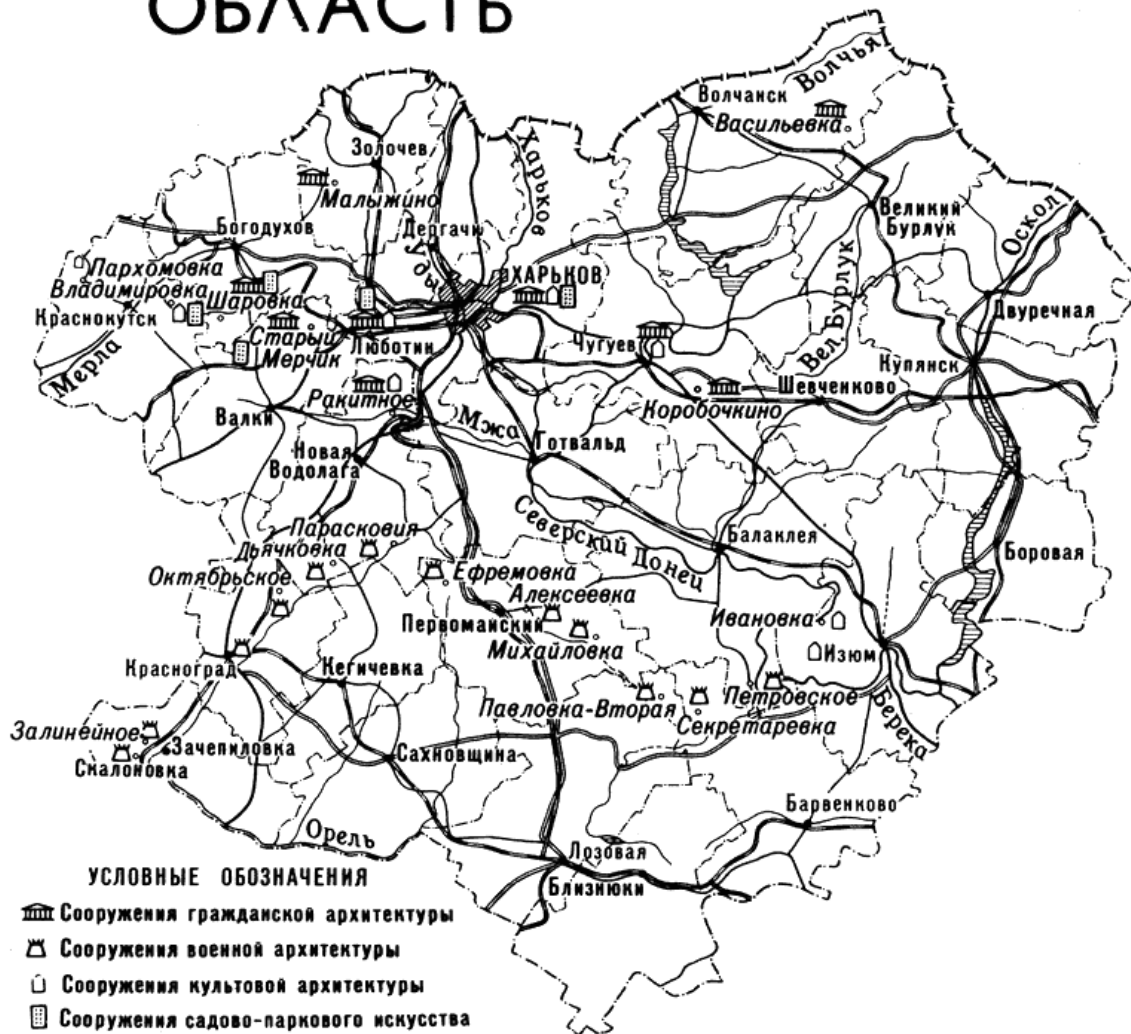 ОБЛАСТЬ
Волчья
Волчанск
Васильевка
Золочев
Харьков
Малыжино
Великий
Бурлук
Оскол
Богодухов
Дергачи
Уды
Пархомовка
ХАРЬКОВ
Владимировка
Шаровка
Двуречная
Краснокутск
Старый
Мерчик
Люботин
Чугуев
Вел. Бурлук
Купянск
Мерла
Шевченково
Ракитное
Коробочкино
Валки
Мжа
Готвальд
Новая
Водолага
Северский Донец
Парасковия
Дьячковка
Балаклея
Боровая
Октябрьское
Ефремовка
Алексеевка
Ивановка
Первомайский
Михайловка
Изюм
Красноград
Кегичевка
Петровское
Павловка-Вторая
Секретаревка
Берека
Залинейное
Зачепиловка
Сахновщина
Скалоновка
Барвенково
Орель
Лозовая
Близнюки
УСЛОВНЫЕ ОБОЗНАЧЕНИЯ
Сооружения гражданской архитектуры
Сооружения военной архитектуры
Сооружения культовой архитектуры
Сооружения садово-паркового искусства